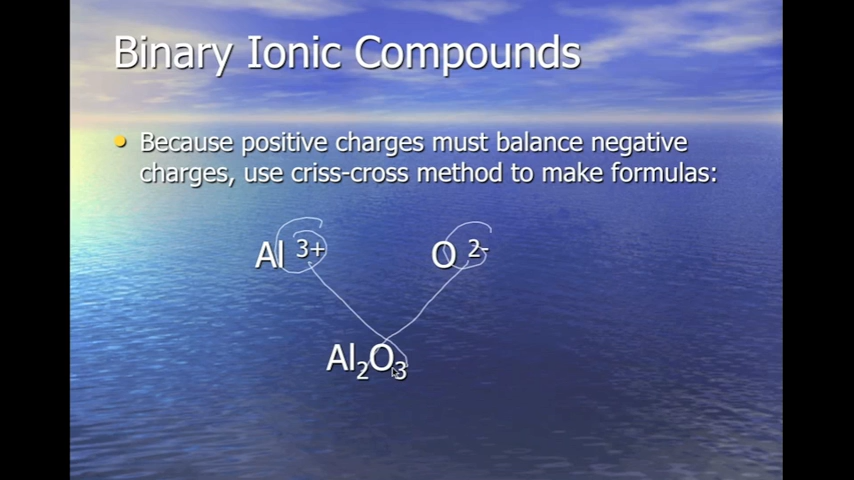 Binary Ionic Compounds
• Because positive charges must balance negative
charges, use criss-cross method to make formulas:
Al 3+ O 2-
Al₂O₃